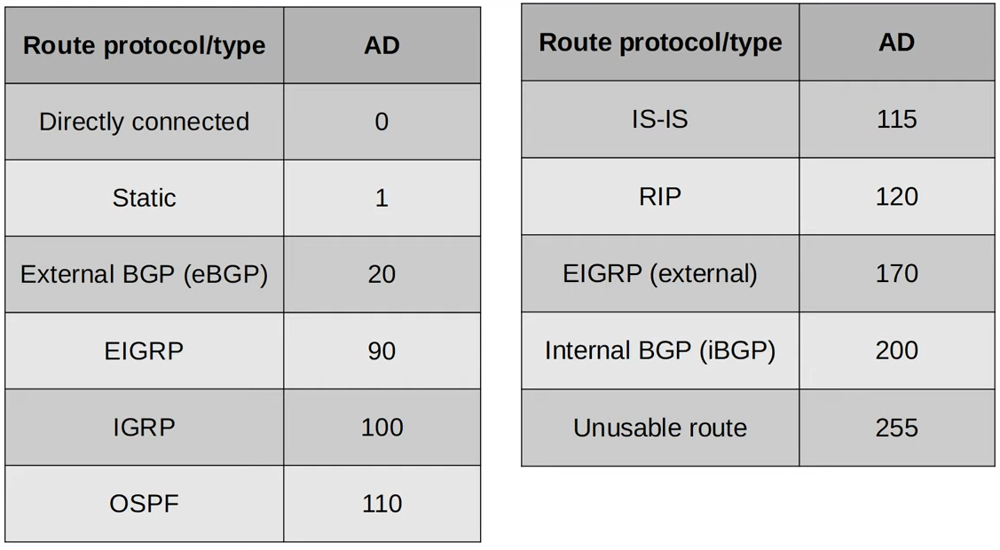 Route protocol/type AD
Directly connected 0
Static 1
External BGP (eBGP) 20
EIGRP 90
IGRP 100
OSPF 110
Route protocol/type AD
IS-IS 115
RIP 120
EIGRP (external) 170
Internal BGP (iBGP) 200
Unusable route 255